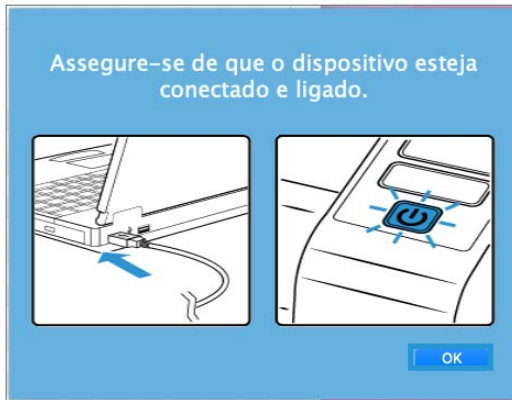 Assegure-se de que o dispositivo esteja
conectado e ligado.
OK